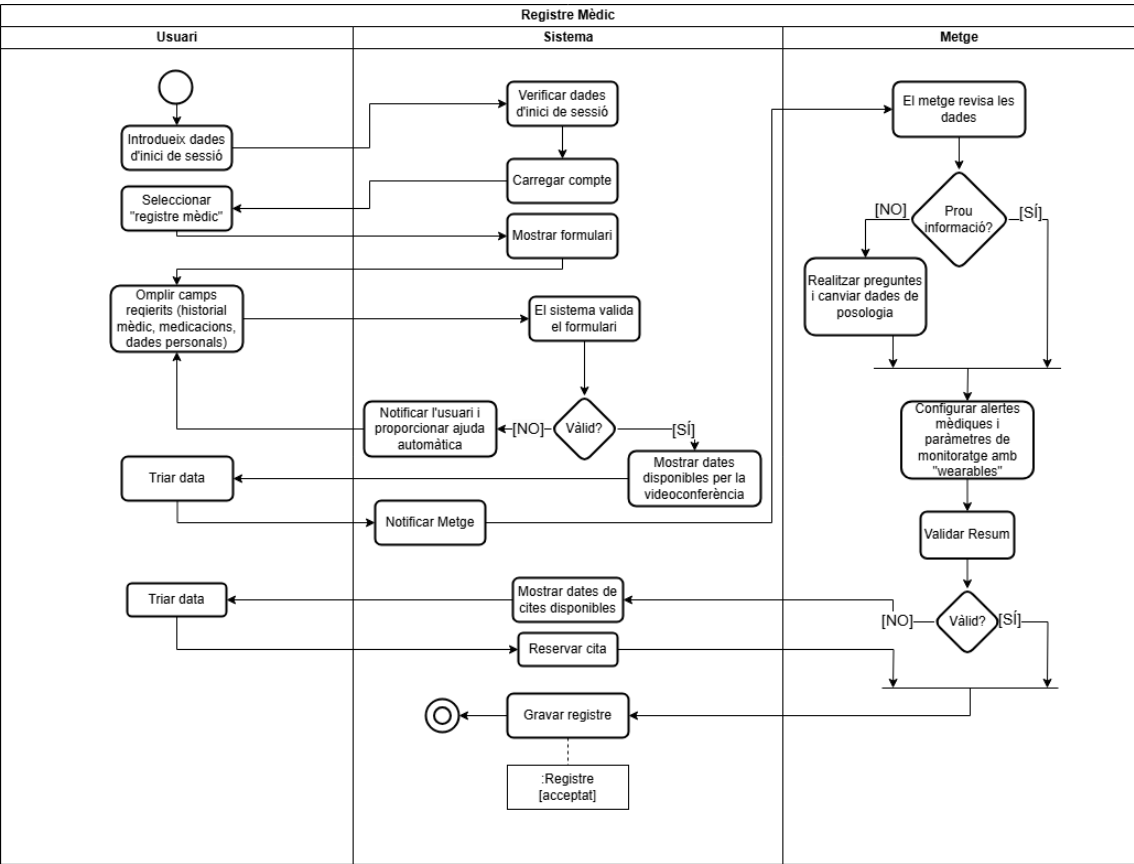 Registre Mèdic
Usuari
Sistema
Metge
Introdueix dades
d'inici de sessió
Verificar dades
d'inici de sessió
Carregar compte
Seleccionar
"registre mèdic"
Mostrar formulari
Omplir camps
reqierits (historial
mèdic, medicacions,
dades personals)
El sistema valida
el formulari
Vàlid?
[NO]
[SÍ]
Notificar l'usuari i
proporcionar ajuda
automàtica
Mostrar dates
disponibles per la
videoconferència
Triar data
Notificar Metge
El metge revisa les
dades
Prou
informació?
[NO]
[SÍ]
Realitzar preguntes
i canviar dades de
posologia
Configurar alertes
mèdiques i
paràmetres de
monitoratge amb
"wearables"
Validar Resum
Vàlid?
[NO]
[SÍ]
Mostrar dates de
cites disponibles
Triar data
Reservar cita
Gravar registre
:Registre
[acceptat]